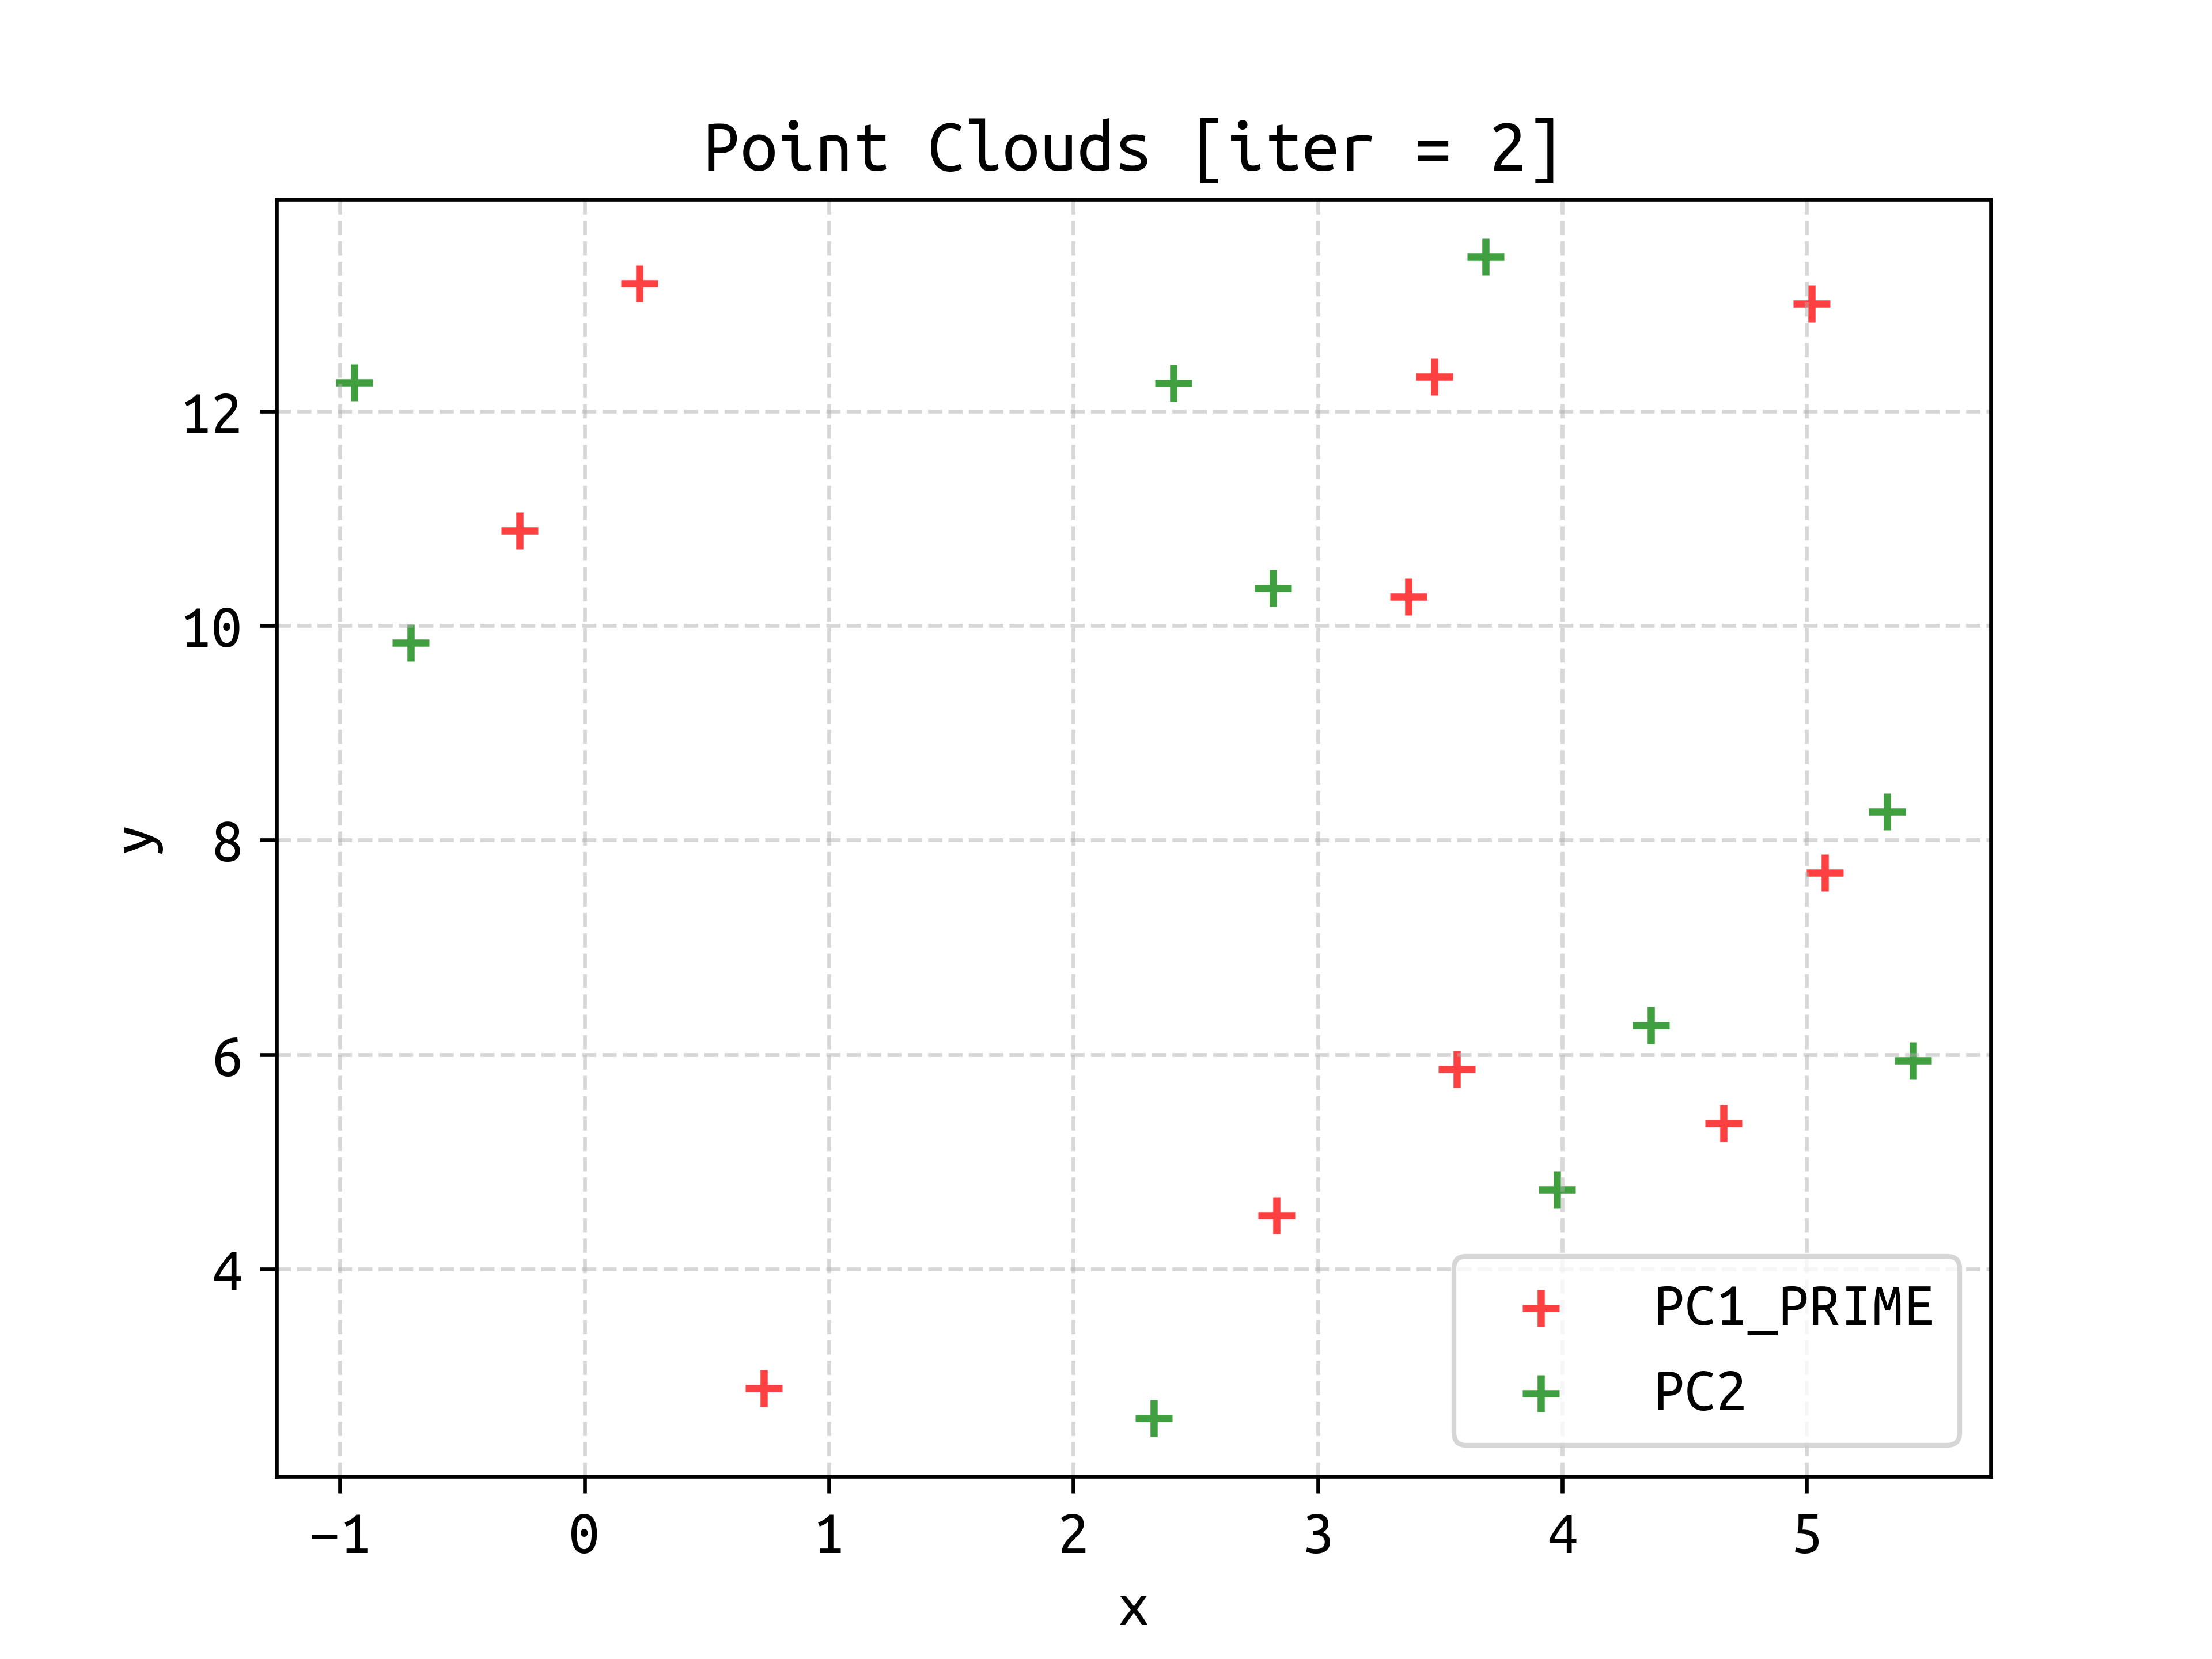 Point Clouds [iter = 2]
12
10
8
6
4
y
−1 0 1 2 3 4 5
x
PC1_PRIME
PC2